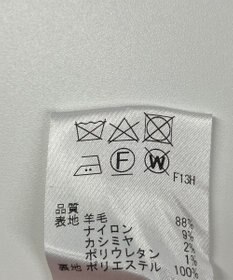 F W F13H
品質
表地 羊毛 88%
ナイロン 9%
カシミヤ 2%
ポリウレタン 1%
裏地 ポリエステル 100%